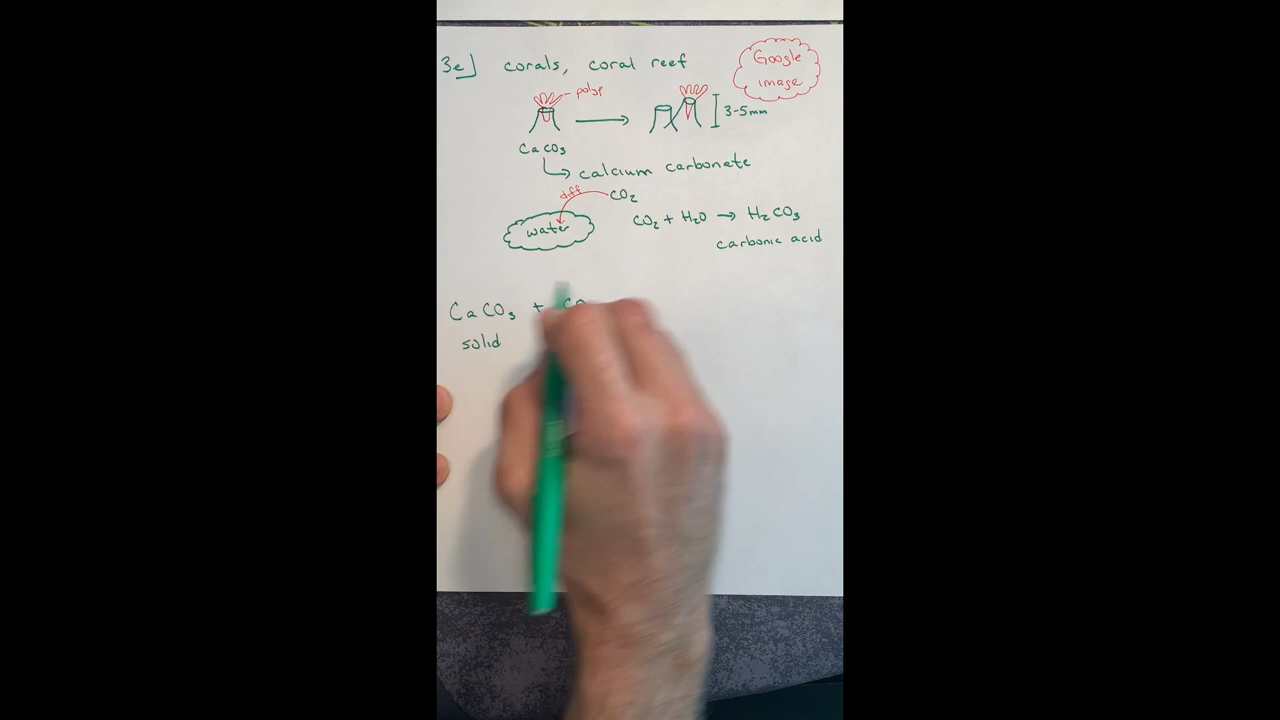 3e] corals, coral reef
Google
image
polyp
3-5mm
CaCO₃
calcium carbonate
diff
CO₂
water
CO₂ + H₂O → H₂CO₃
carbonic acid
CaCO₃ + CO
solid